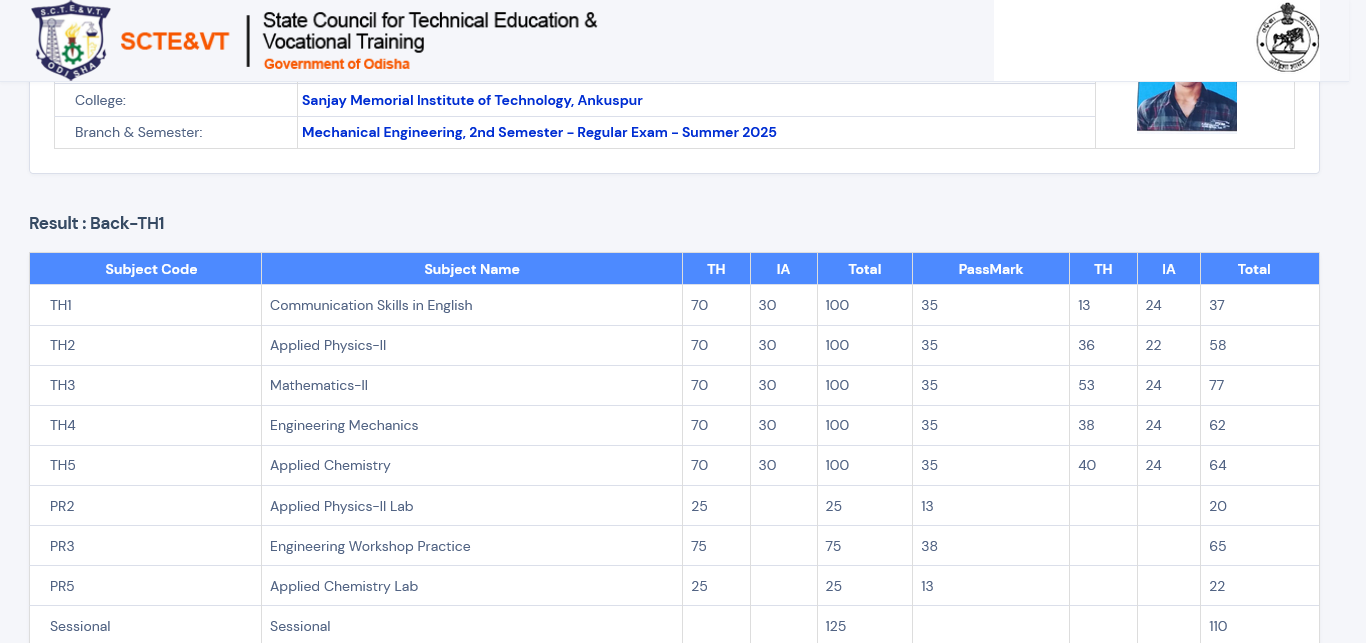 S.C.T.E.& V.T.
ODISHA
SCTE&VT
State Council for Technical Education &
Vocational Training
Government of Odisha
College: Sanjay Memorial Institute of Technology, Ankuspur
Branch & Semester: Mechanical Engineering, 2nd Semester - Regular Exam - Summer 2025
Result : Back-TH1
Subject Code Subject Name TH IA Total PassMark TH IA Total
TH1 Communication Skills in English 70 30 100 35 13 24 37
TH2 Applied Physics-II 70 30 100 35 36 22 58
TH3 Mathematics-II 70 30 100 35 53 24 77
TH4 Engineering Mechanics 70 30 100 35 38 24 62
TH5 Applied Chemistry 70 30 100 35 40 24 64
PR2 Applied Physics-II Lab 25 25 13 20
PR3 Engineering Workshop Practice 75 75 38 65
PR5 Applied Chemistry Lab 25 25 13 22
Sessional Sessional 125 110